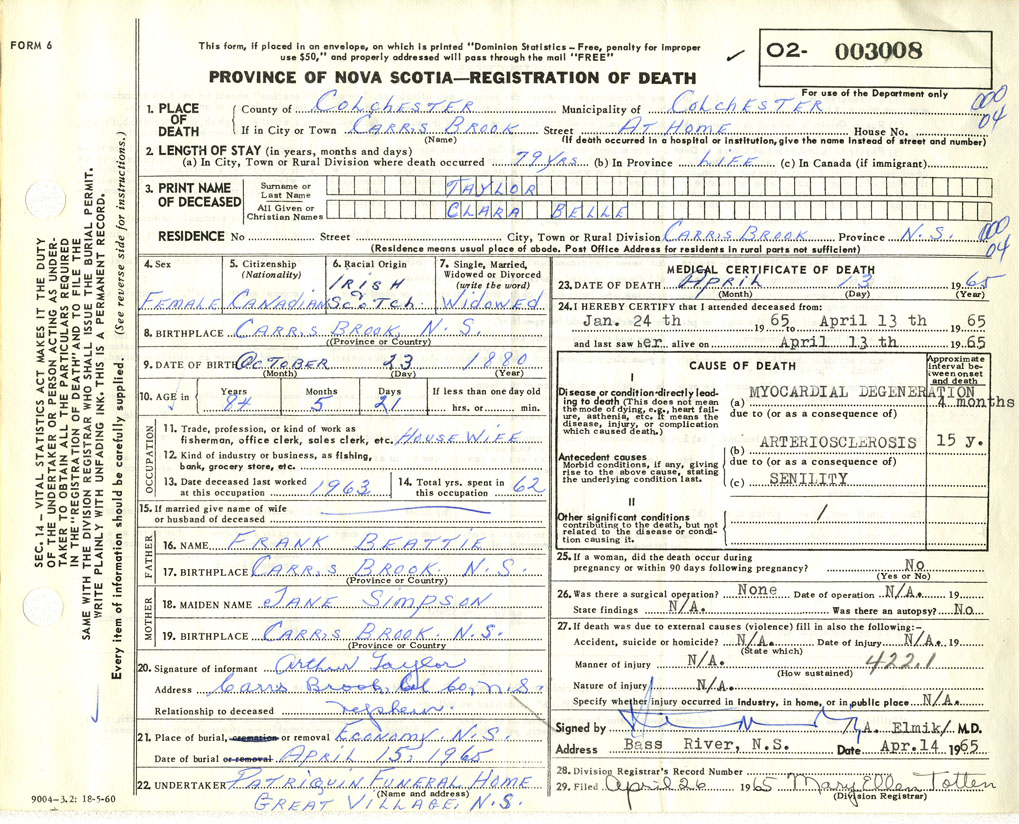 FORM 6
This form, if placed in an envelope, on which is printed "Dominion Statistics – Free, penalty for improper
use $50," and properly addressed will pass through the mail "FREE"
✓ 02- 003008
PROVINCE OF NOVA SCOTIA—REGISTRATION OF DEATH
For use of the Department only
000
04
1. PLACE OF DEATH { County of Colchester Municipality of Colchester
If in City or Town Carrs Brook Street At Home House No.
(Name) (If death occurred in a hospital or institution, give the name instead of street and number)
2. LENGTH OF STAY (in years, months and days)
(a) In City, Town or Rural Division where death occurred 79 yrs (b) In Province Life (c) In Canada (if immigrant)
3. PRINT NAME OF DECEASED
Surname or Last Name TAYLOR
All Given or Christian Names CLARA BELLE
RESIDENCE No Street City, Town or Rural Division Carrs Brook Province N.S.
000
04
(Residence means usual place of abode. Post Office Address or residents in rural parts not sufficient)
4. Sex
Female
5. Citizenship (Nationality)
Canadian
6. Racial Origin
Irish & Scotch
7. Single, Married, Widowed or Divorced (write the word)
Widowed
8. BIRTHPLACE Carrs Brook N.S.
(Province or Country)
9. DATE OF BIRTH October 23 1880
(Month) (Day) (Year)
10. AGE in Years Months Days If less than one day old
84 5 21 hrs. or min.
OCCUPATION
11. Trade, profession, or kind of work as
fisherman, office clerk, sales clerk, etc. House Wife
12. Kind of industry or business, as fishing,
bank, grocery store, etc.
13. Date deceased last worked at this occupation 1963
14. Total yrs. spent in this occupation 62
15. If married give name of wife
or husband of deceased
FATHER
16. NAME Frank Beattie
17. BIRTHPLACE Carrs Brook. N.S.
(Province or Country)
MOTHER
18. MAIDEN NAME Jane Simpson
19. BIRTHPLACE Carrs Brook. N.S.
(Province or Country)
20. Signature of informant Arthur Taylor
Address Carrs Brook, Col Co, N.S.
Relationship to deceased nephew.
21. Place of burial, cremation or removal Economy N.S.
Date of burial or removal April 15, 1965
22. UNDERTAKER Patriquin Funeral Home
(Name and address)
Great Village, N.S.
9004–3.2: 18-5-60
MEDICAL CERTIFICATE OF DEATH
23. DATE OF DEATH April 13 1965
(Month) (Day) (Year)
24. I HEREBY CERTIFY that I attended deceased from:
Jan. 24 th 1965 to April 13 th 1965
and last saw her alive on April 13 th 1965
CAUSE OF DEATH
Approximate interval between onset and death
I
Disease or condition directly leading to death (This does not mean the mode of dying, e.g., heart failure, asthenia, etc. It means the disease, injury, or complication which caused death.)
(a) MYOCARDIAL DEGENERATION 4 months
due to (or as a consequence of)
Antecedent causes
Morbid conditions, if any, giving rise to the above cause, stating the underlying condition last.
(b) ARTERIOSCLEROSIS 15 y.
due to (or as a consequence of)
(c) SENILITY
II
Other significant conditions
contributing to the death, but not related to the disease or condition causing it.
/
25. If a woman, did the death occur during
pregnancy or within 90 days following pregnancy? No
(Yes or No)
26. Was there a surgical operation? None Date of operation N/A. 19
State findings N/A. Was there an autopsy? No
27. If death was due to external causes (violence) fill in also the following:–
Accident, suicide or homicide? N/A. Date of injury N/A. 19
(State which)
Manner of injury N/A. 422.1
(How sustained)
Nature of injury N/A.
Specify whether injury occurred in industry, in home, or in public place N/A.
Signed by A. Elmik/ M.D.
Address Bass River, N.S. Date Apr.14 1965
28. Division Registrar's Record Number
29. Filed April 26 1965 Mary Ellen Totten
(Division Registrar)
SEC. 14 – VITAL STATISTICS ACT MAKES IT THE DUTY
OF THE UNDERTAKER OR PERSON ACTING AS UNDER-
TAKER TO OBTAIN ALL THE PARTICULARS REQUIRED
IN THE "REGISTRATION OF DEATH" AND TO FILE THE
SAME WITH THE DIVISION REGISTRAR WHO SHALL ISSUE THE BURIAL PERMIT.
WRITE PLAINLY WITH UNFADING INK. THIS IS A PERMANENT RECORD.
Every item of information should be carefully supplied. (See reverse side for instructions.)